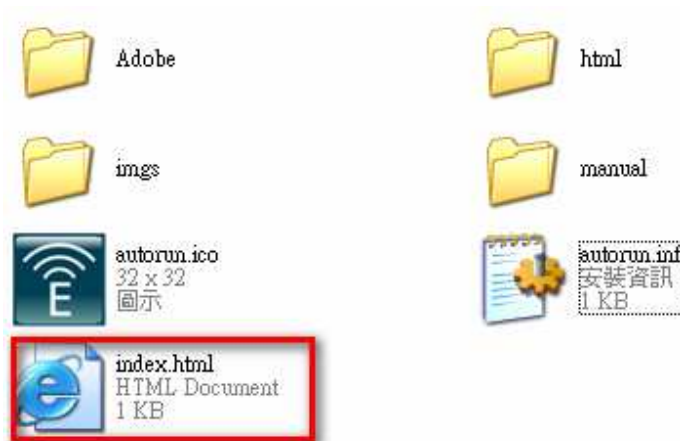 Adobe
html
imgs
manual
autorun.ico
32 x 32
圖示
E
autorun.inf
安裝資訊
1 KB
index.html
HTML Document
1 KB